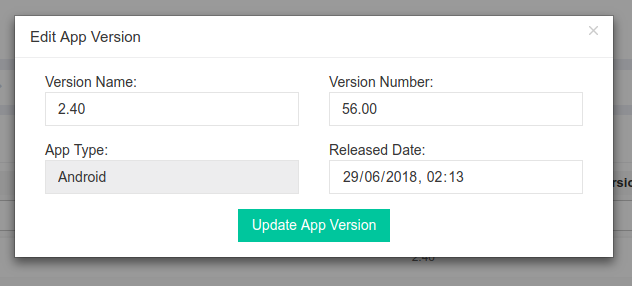 Edit App Version
×
Version Name:
Version Number:
2.40
56.00
App Type:
Released Date:
Android
29/06/2018, 02:13
Update App Version